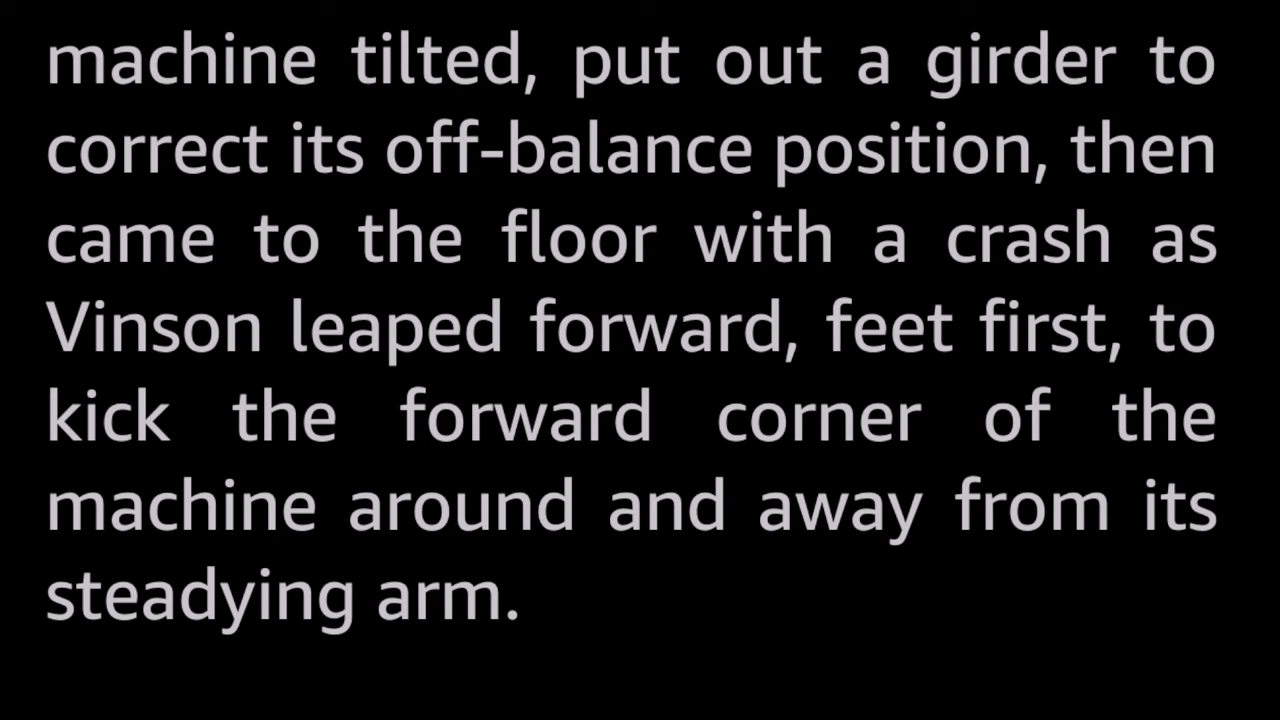 machine tilted, put out a girder to
correct its off-balance position, then
came to the floor with a crash as
Vinson leaped forward, feet first, to
kick the forward corner of the
machine around and away from its
steadying arm.